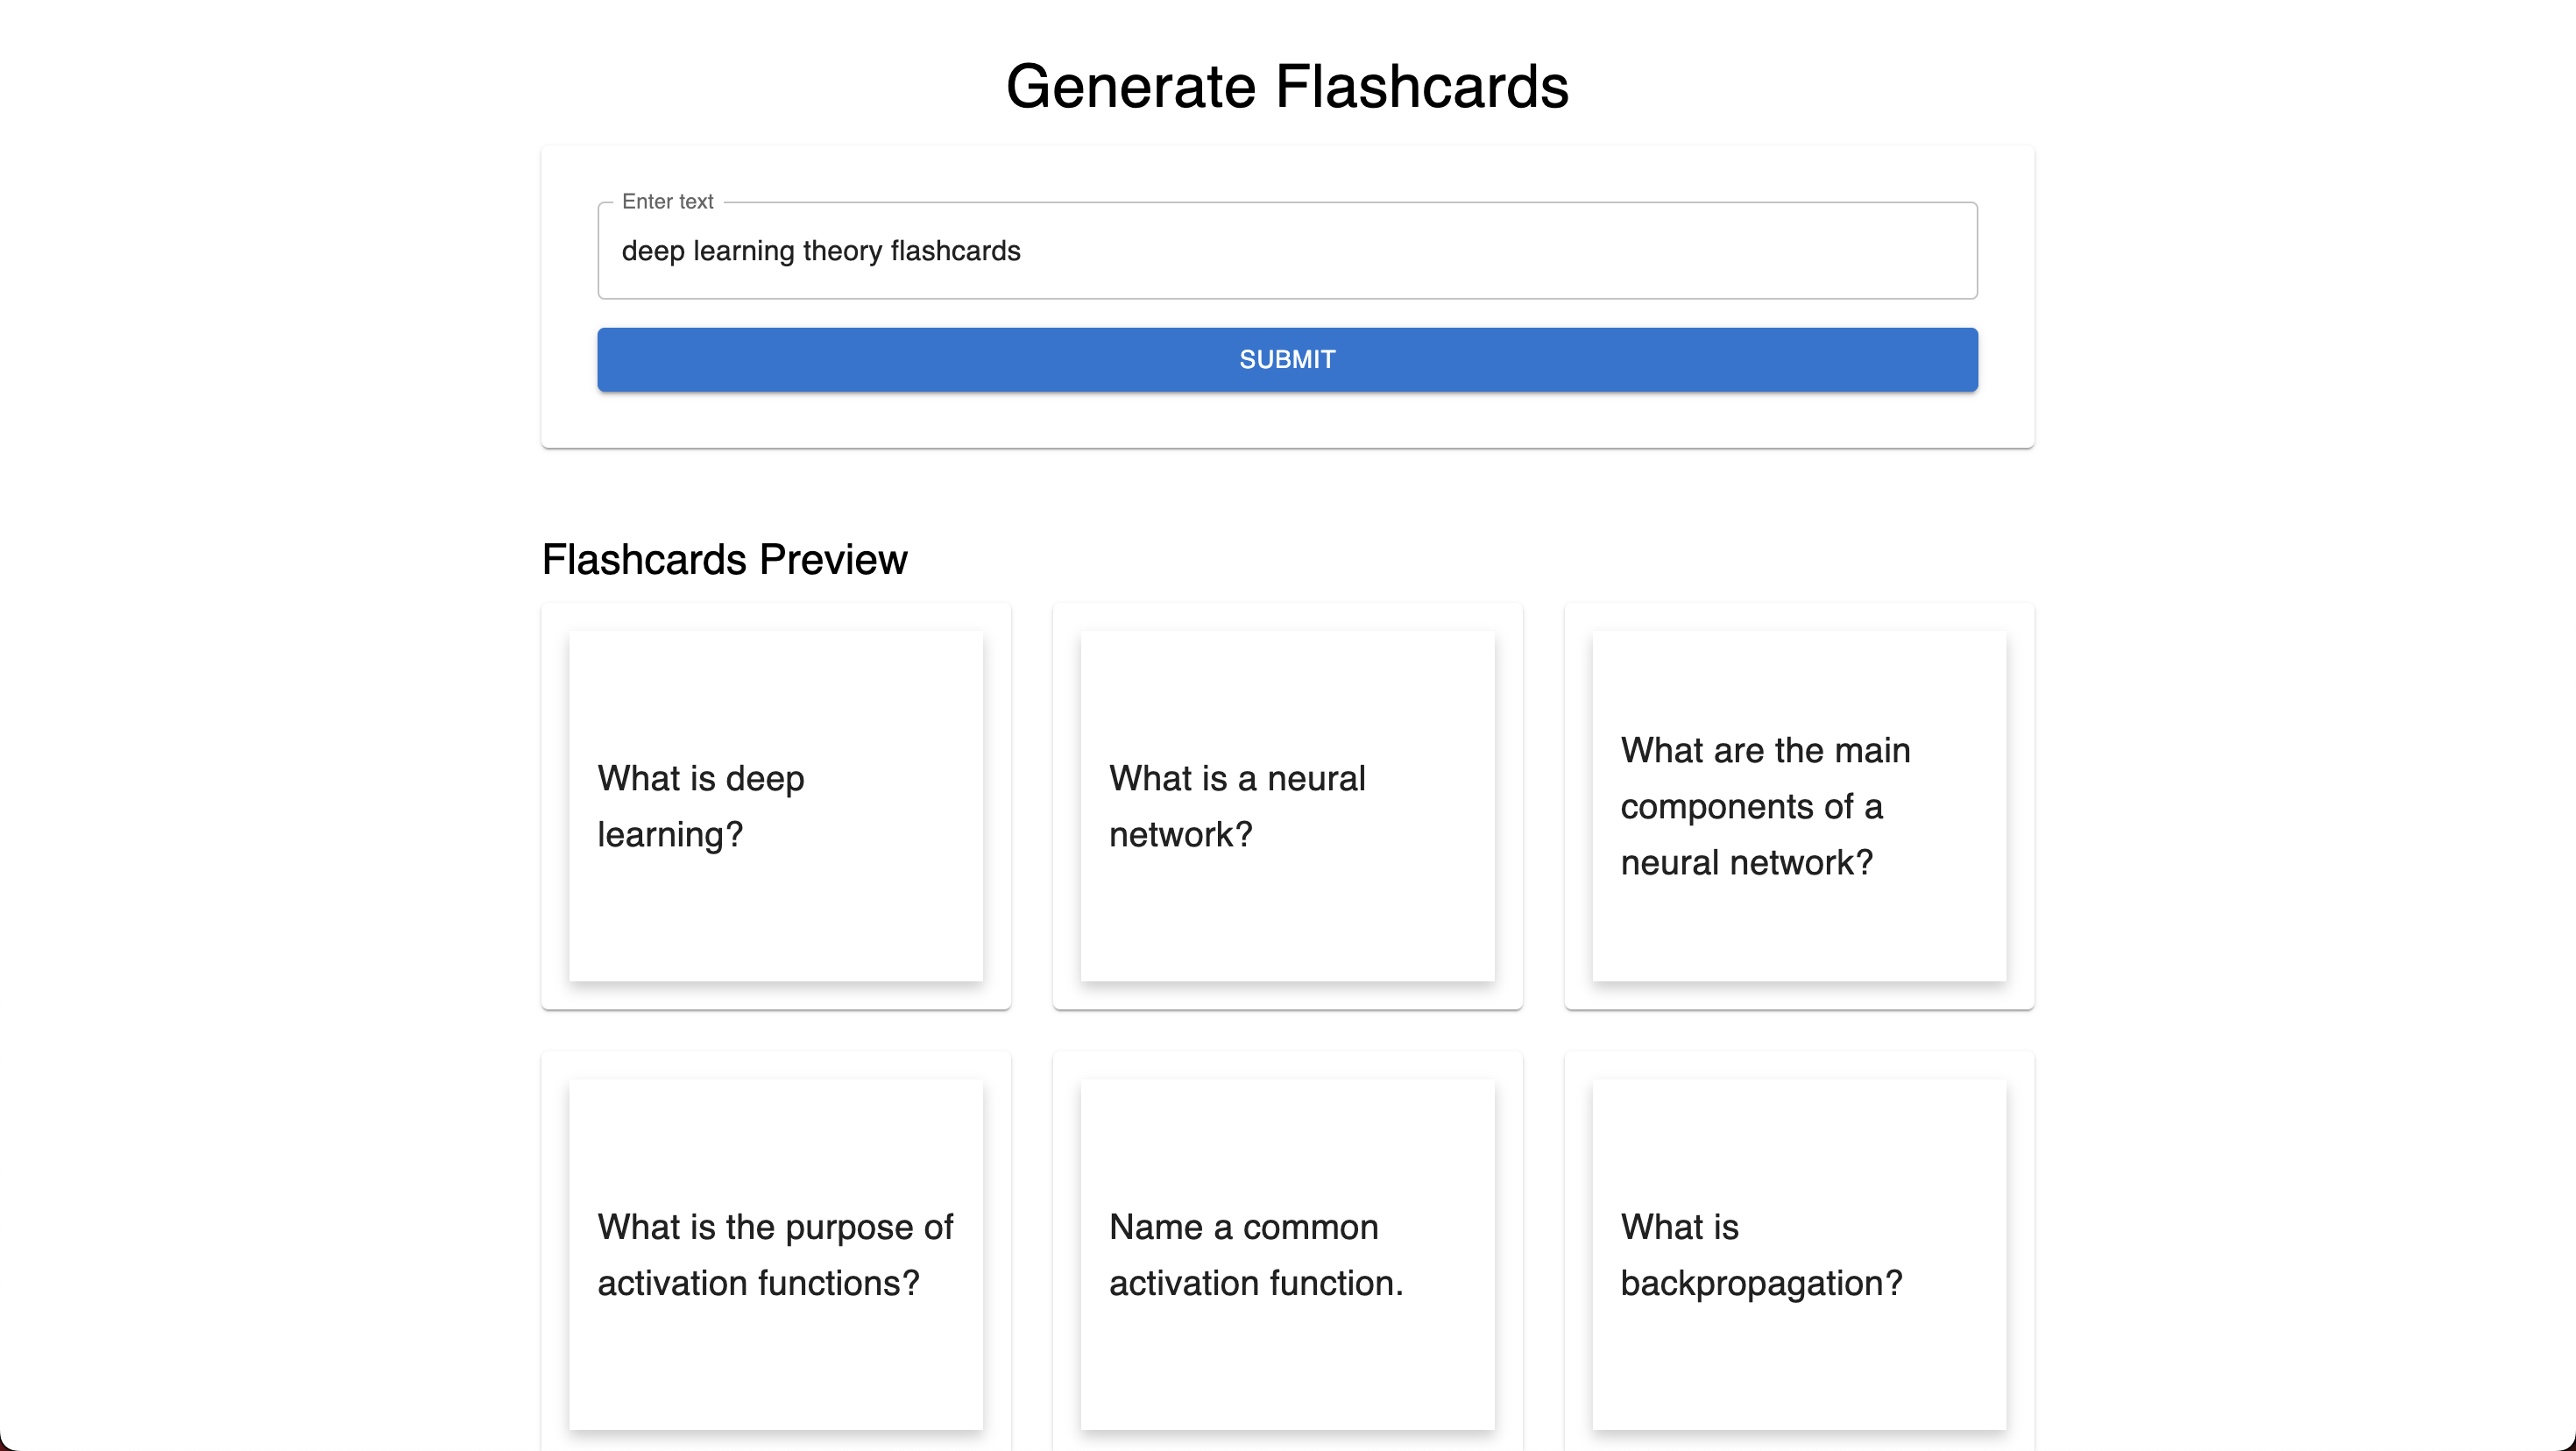 Generate Flashcards
Enter text
deep learning theory flashcards
SUBMIT
Flashcards Preview
What is deep
learning?
What is a neural
network?
What are the main
components of a
neural network?
What is the purpose of
activation functions?
Name a common
activation function.
What is
backpropagation?